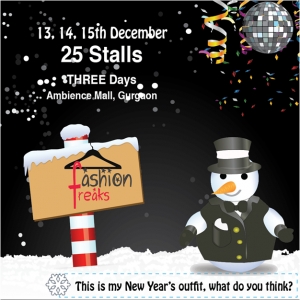 13, 14, 15th December
25 Stalls
THREE Days
Ambience Mall, Gurgaon
fashion
freaks
This is my New Year's outfit, what do you think?